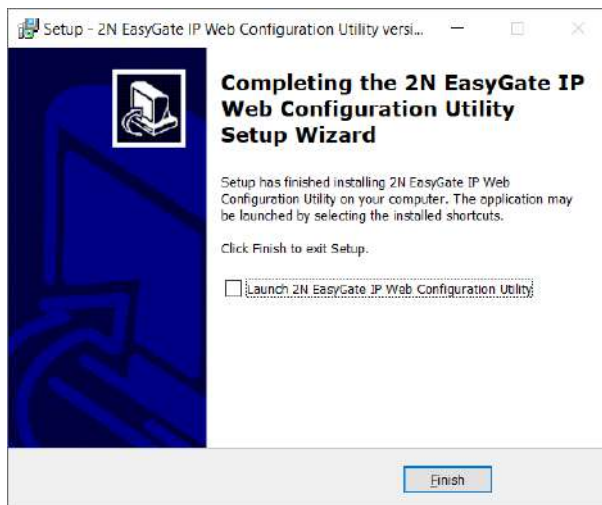 Setup - 2N EasyGate IP Web Configuration Utility versi...
Completing the 2N EasyGate IP
Web Configuration Utility
Setup Wizard
Setup has finished installing 2N EasyGate IP Web
Configuration Utility on your computer. The application may
be launched by selecting the installed shortcuts.
Click Finish to exit Setup.
Launch 2N EasyGate IP Web Configuration Utility
Finish